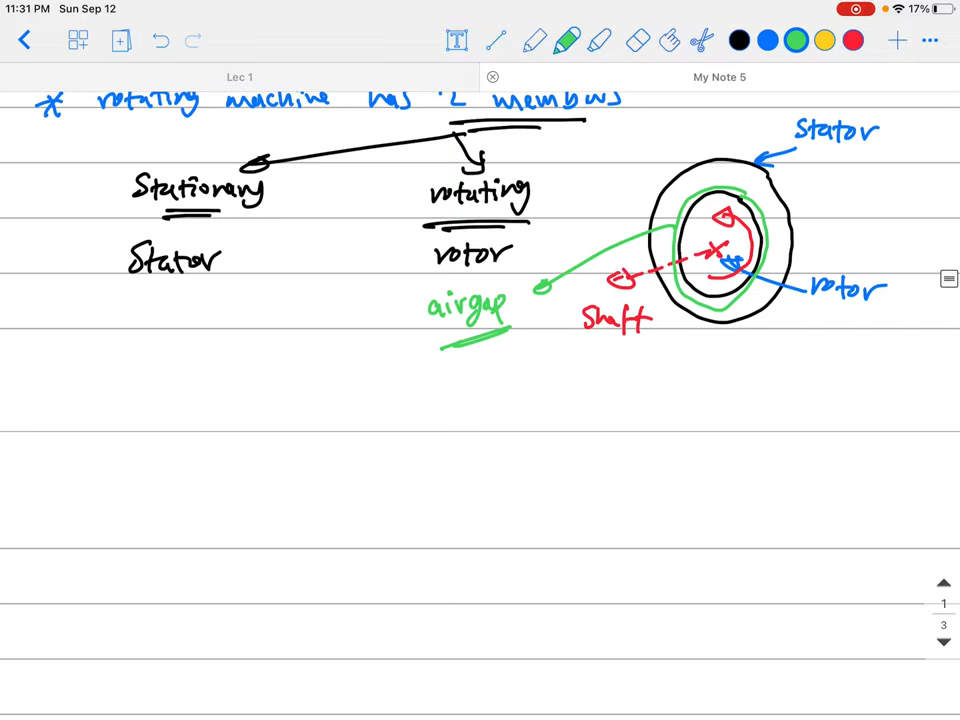 11:31 PM Sun Sep 12
17%
Lec 1
My Note 5
* rotating machine has 2 members
Stator
Stationary
rotating
Stator
rotor
airgap
shaft
rotor
1
3